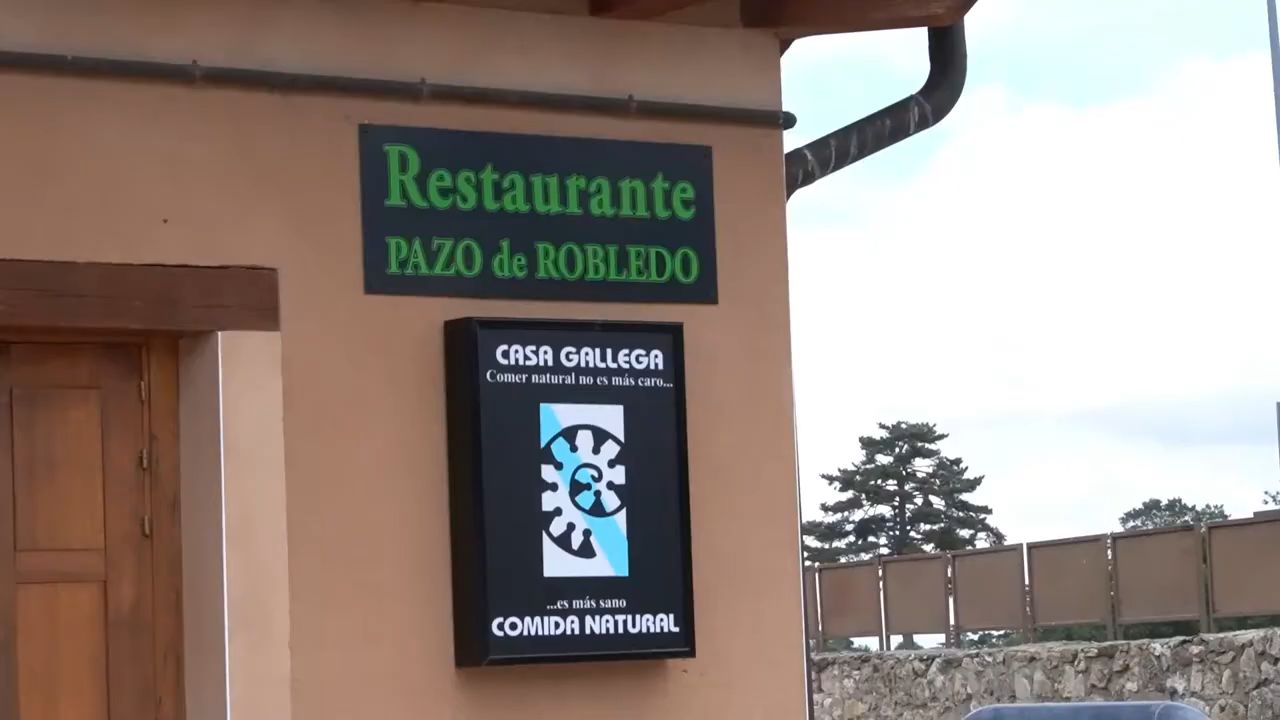 Restaurante
PAZO de ROBLEDO
CASA GALLEGA
Comer natural no es más caro...
...es más sano
COMIDA NATURAL